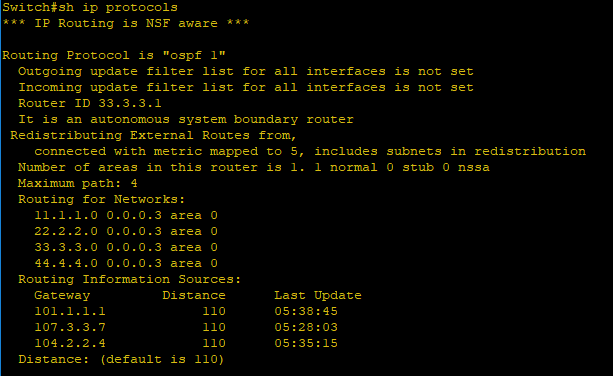 Switch#sh ip protocols
*** IP Routing is NSF aware ***
Routing Protocol is "ospf 1"
Outgoing update filter list for all interfaces is not set
Incoming update filter list for all interfaces is not set
Router ID 33.3.3.1
It is an autonomous system boundary router
Redistributing External Routes from,
connected with metric mapped to 5, includes subnets in redistribution
Number of areas in this router is 1. 1 normal 0 stub 0 nssa
Maximum path: 4
Routing for Networks:
11.1.1.0 0.0.0.3 area 0
22.2.2.0 0.0.0.3 area 0
33.3.3.0 0.0.0.3 area 0
44.4.4.0 0.0.0.3 area 0
Routing Information Sources:
Gateway Distance Last Update
101.1.1.1 110 05:38:45
107.3.3.7 110 05:28:03
104.2.2.4 110 05:35:15
Distance: (default is 110)